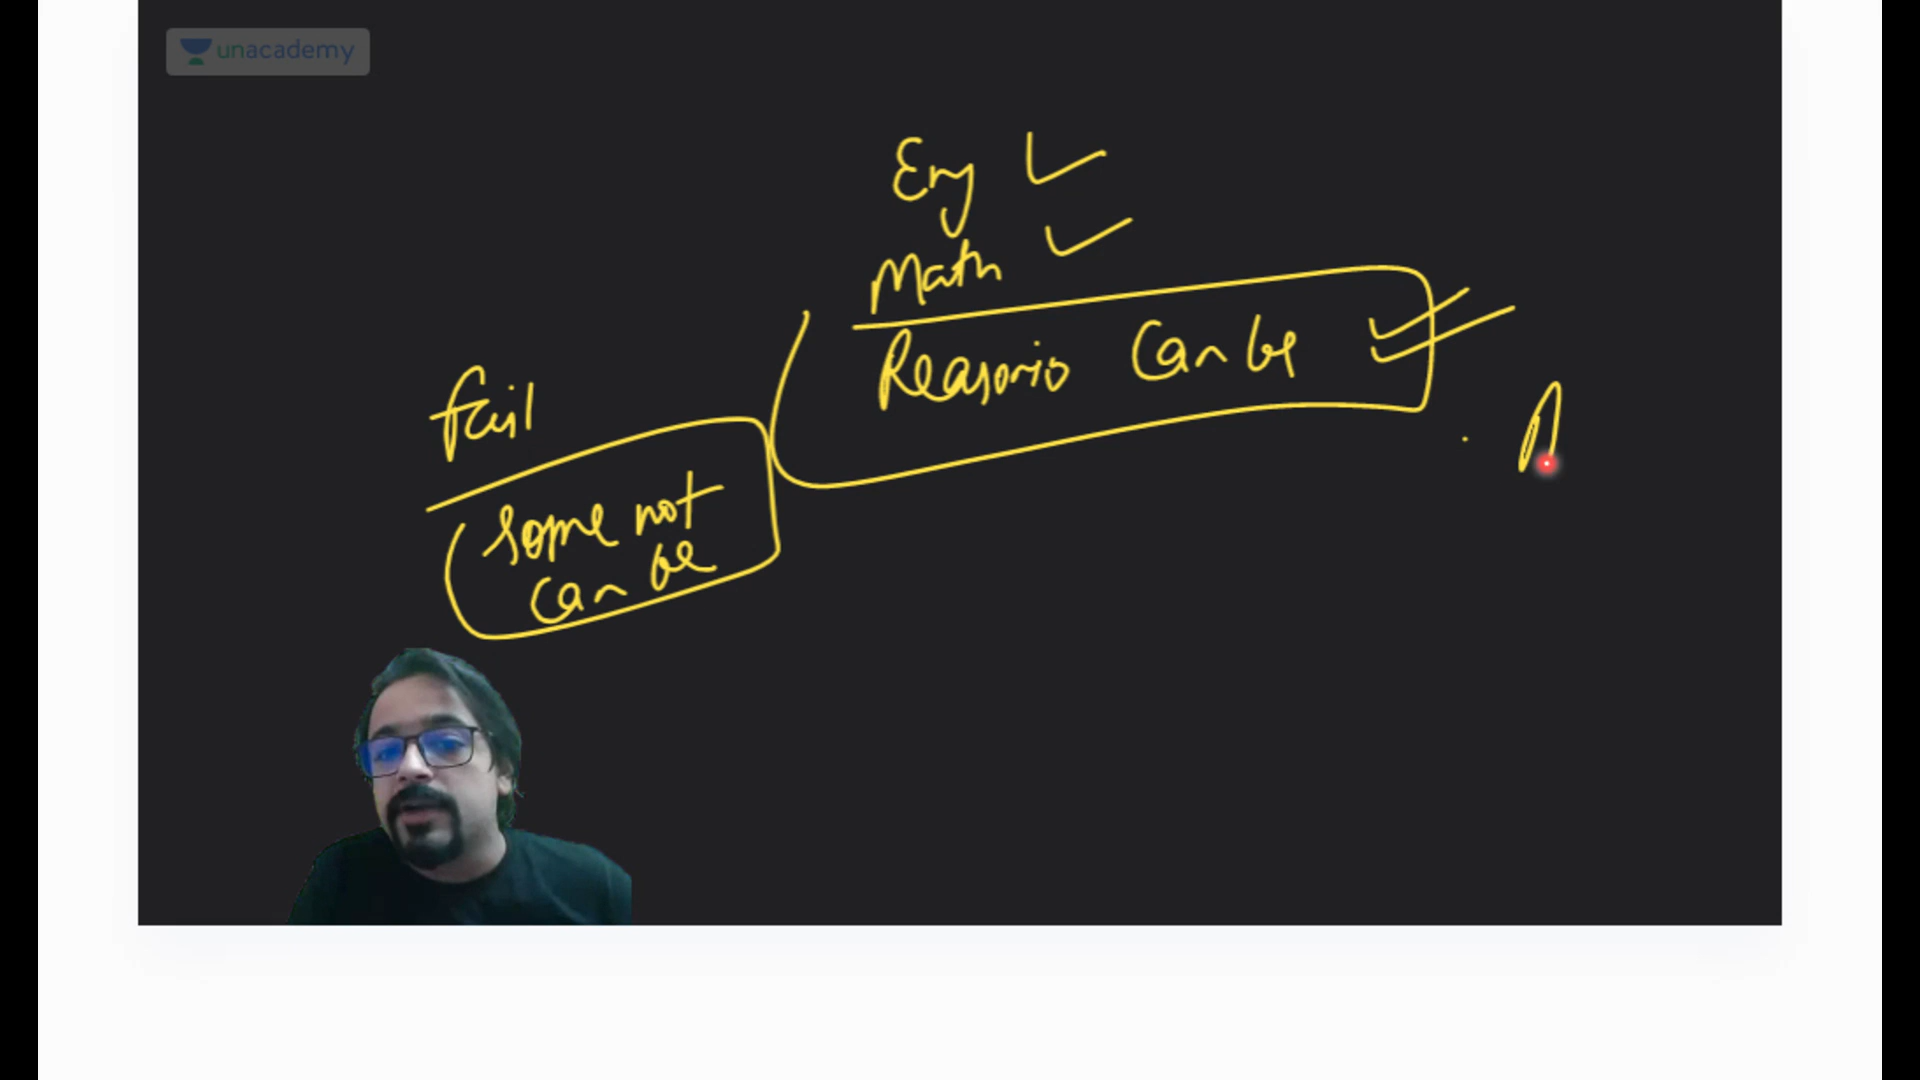 unacademy
Eng ✓
Math ✓
Reasonio Can be ✓✓
fail
Some not
Can be